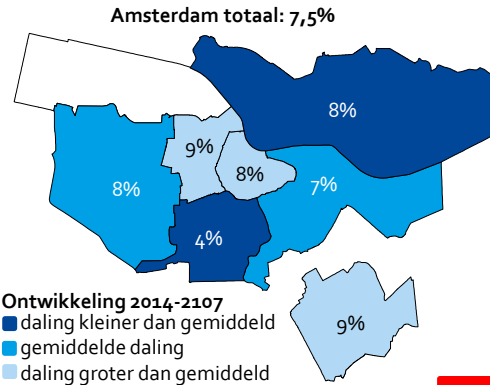 Amsterdam totaal: 7,5%
8%
9%
8%
8%
7%
4%
9%
Ontwikkeling 2014-2107
daling kleiner dan gemiddeld
gemiddelde daling
daling groter dan gemiddeld